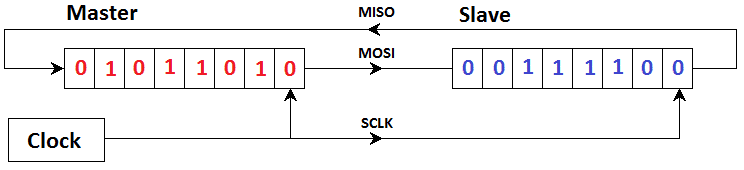 MISO
Master
Slave
0 1 0 1 1 0 1 0
MOSI
0 0 1 1 1 1 0 0
SCLK
Clock